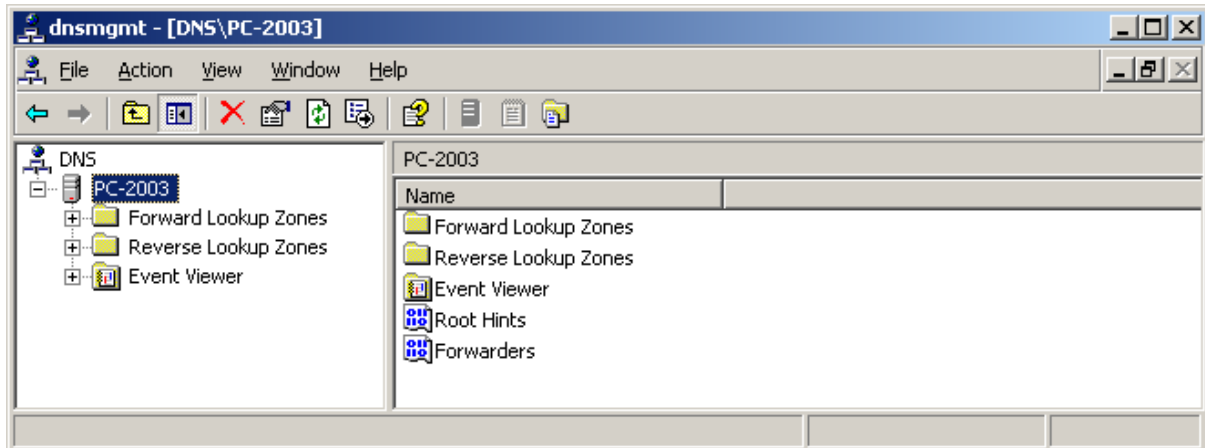 dnsmgmt - [DNS\PC-2003]
File Action View Window Help
DNS
PC-2003
Forward Lookup Zones
Reverse Lookup Zones
Event Viewer
PC-2003
Name
Forward Lookup Zones
Reverse Lookup Zones
Event Viewer
Root Hints
Forwarders